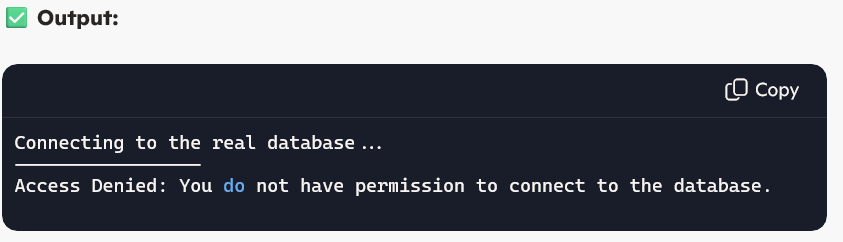 ✅ Output:
Copy
Connecting to the real database...
─────────────────
Access Denied: You do not have permission to connect to the database.